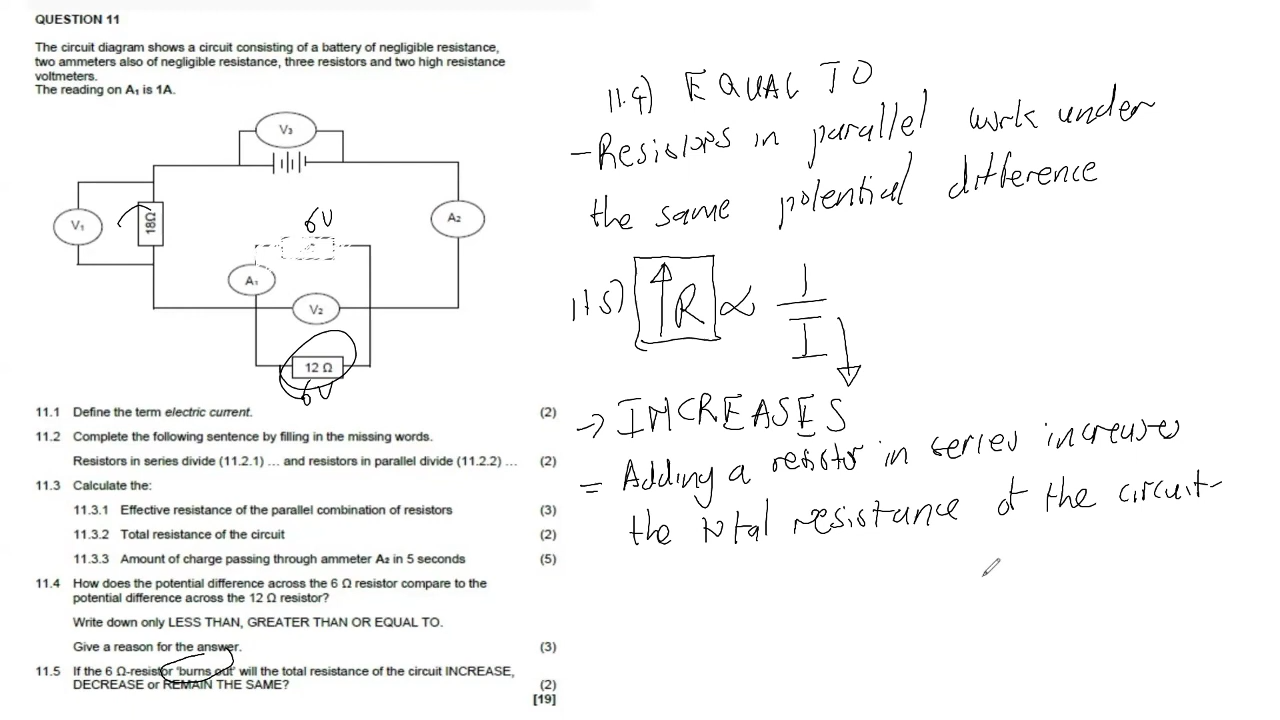 QUESTION 11
The circuit diagram shows a circuit consisting of a battery of negligible resistance,
two ammeters also of negligible resistance, three resistors and two high resistance
voltmeters.
The reading on A₁ is 1A.
V₃
V₁
18Ω
6V
A₂
A₁
V₂
12 Ω
6V
11.1 Define the term electric current. (2)
11.2 Complete the following sentence by filling in the missing words.
Resistors in series divide (11.2.1) ... and resistors in parallel divide (11.2.2) ... (2)
11.3 Calculate the:
11.3.1 Effective resistance of the parallel combination of resistors (3)
11.3.2 Total resistance of the circuit (2)
11.3.3 Amount of charge passing through ammeter A₂ in 5 seconds (5)
11.4 How does the potential difference across the 6 Ω resistor compare to the
potential difference across the 12 Ω resistor?
Write down only LESS THAN, GREATER THAN OR EQUAL TO.
Give a reason for the answer. (3)
11.5 If the 6 Ω-resistor 'burns out' will the total resistance of the circuit INCREASE,
DECREASE or REMAIN THE SAME? (2)
[19]
11.4) EQUAL TO
- Resistors in parallel work under
the same potential difference
11.5) ↑R ∝ 1/I ↓
→ INCREASES
= Adding a resistor in series increases
the total resistance of the circuit-